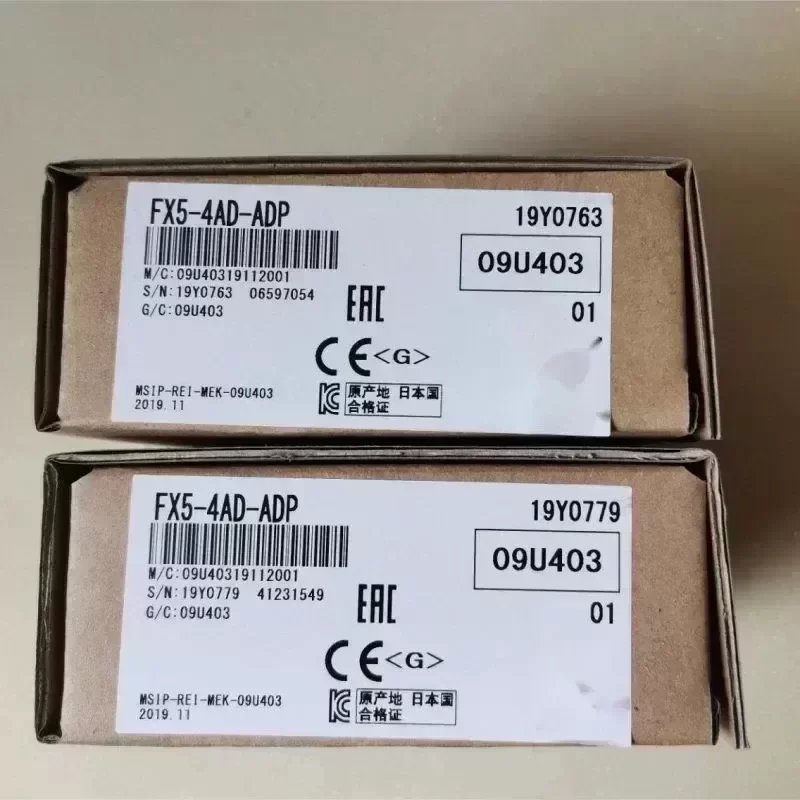 FX5-4AD-ADP
19Y0763
M/C:09U40319112001
09U403
S/N:19Y0763 06597054
G/C:09U403
EAC
01
CE<G>
MSIP-REI-MEK-09U403
2019.11
原产地 日本国
合格证
FX5-4AD-ADP
19Y0779
M/C:09U40319112001
09U403
S/N:19Y0779 41231549
G/C:09U403
EAC
01
CE<G>
MSIP-REI-MEK-09U403
2019.11
原产地 日本国
合格证